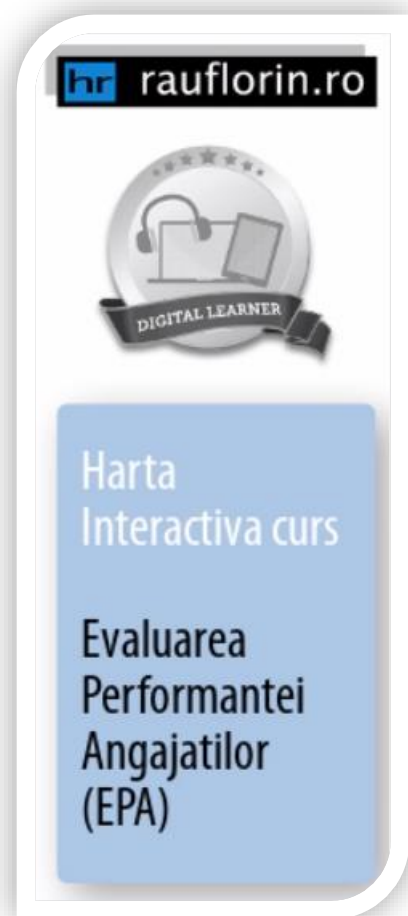 hr rauflorin.ro
DIGITAL LEARNER
Harta
Interactiva curs
Evaluarea
Performantei
Angajatilor
(EPA)